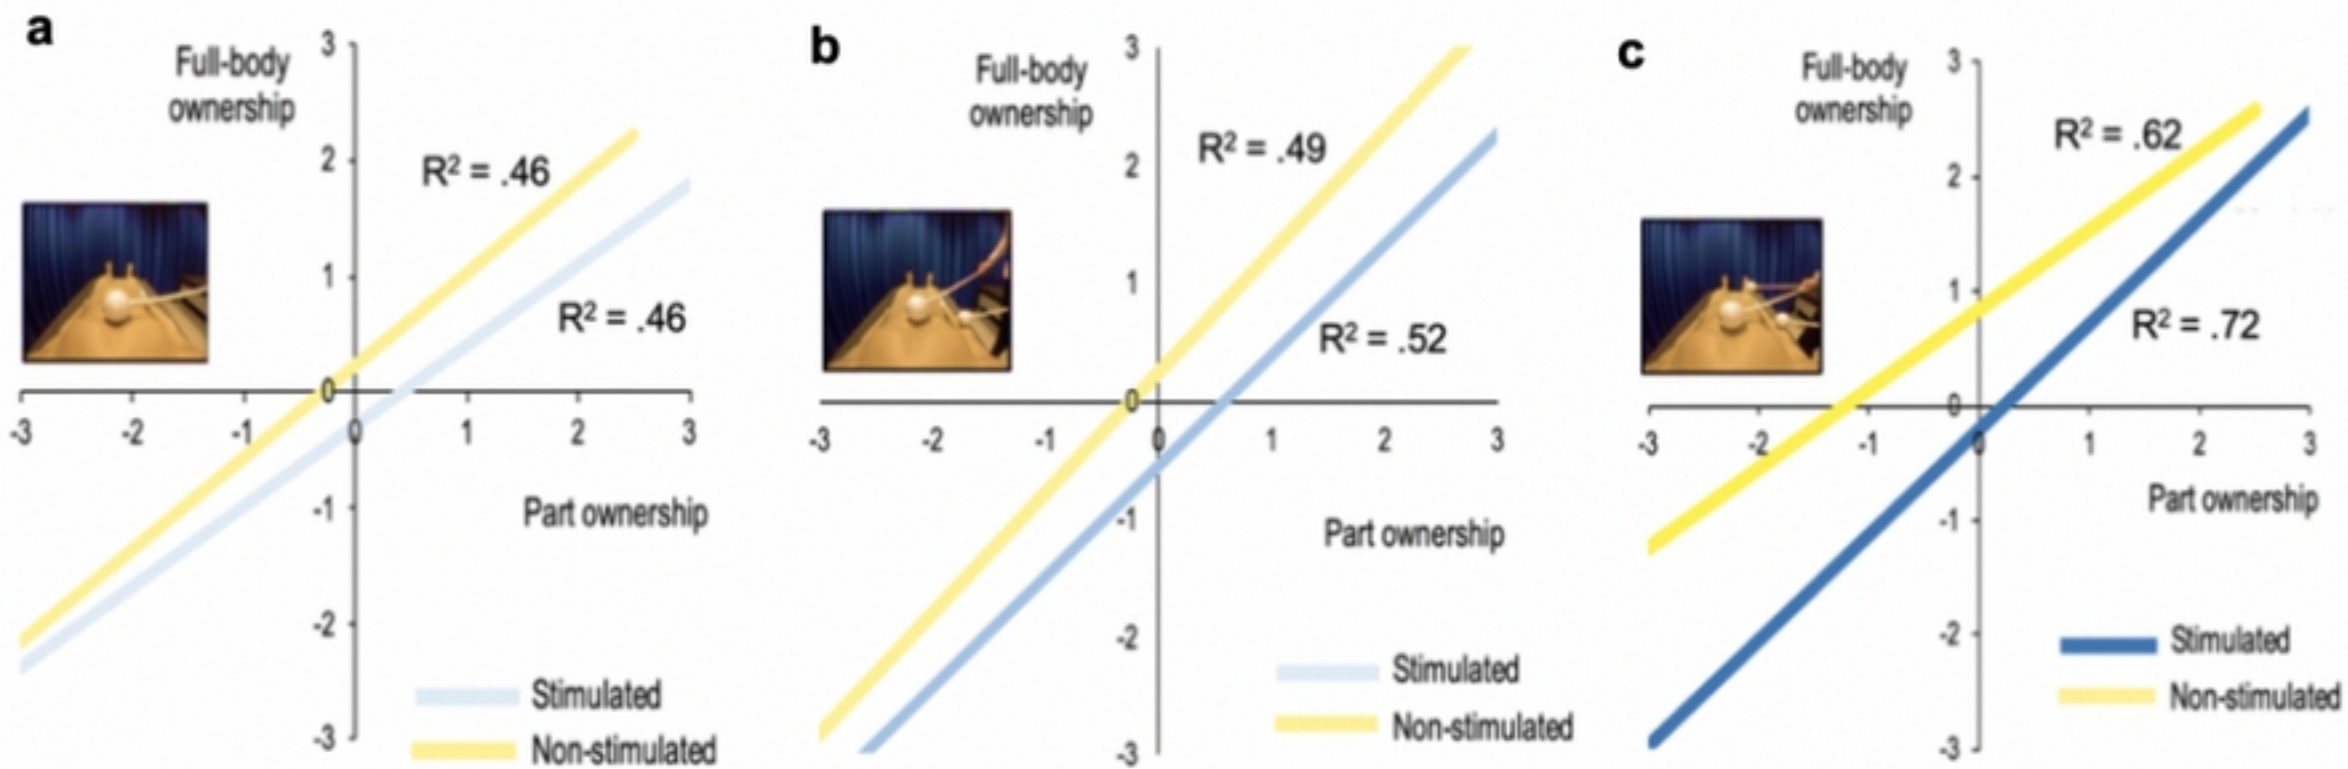 a
Full-body
ownership
3
2
1
0
-1
-2
-3
-3 -2 -1 0 1 2 3
R² = .46
R² = .46
Part ownership
Stimulated
Non-stimulated
b
Full-body
ownership
3
2
1
0
-1
-2
-3
-3 -2 -1 0 1 2 3
R² = .49
R² = .52
Part ownership
Stimulated
Non-stimulated
c
Full-body
ownership
3
2
1
0
-1
-2
-3
-3 -2 -1 0 1 2 3
R² = .62
R² = .72
Part ownership
Stimulated
Non-stimulated